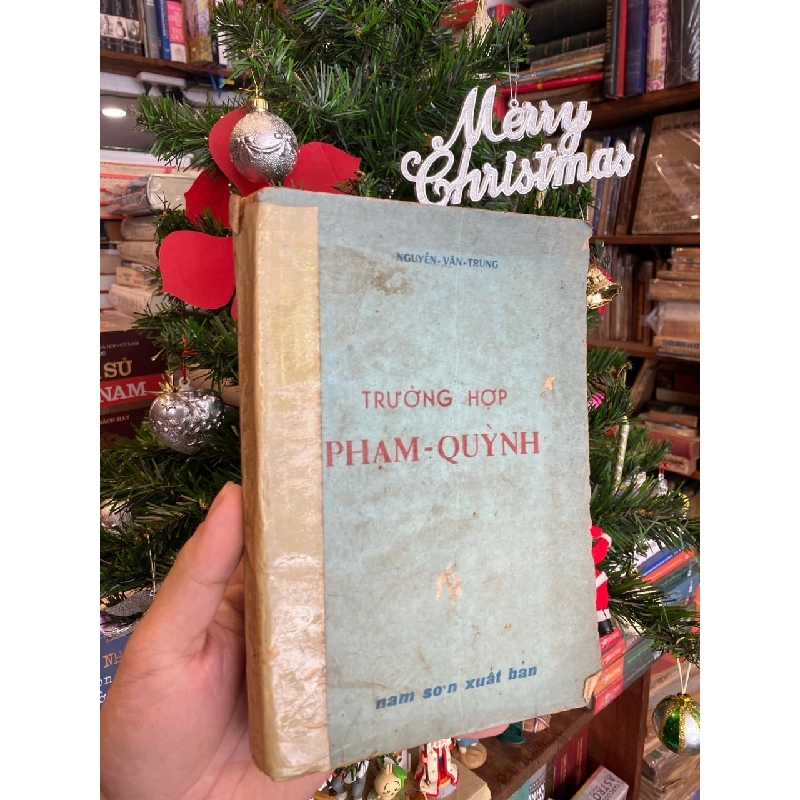 Merry
Christmas
NGUYỄN-VĂN-TRUNG
TRƯỜNG HỢP
PHẠM-QUỲNH
nam sơn xuất bản
SỬ
NAM